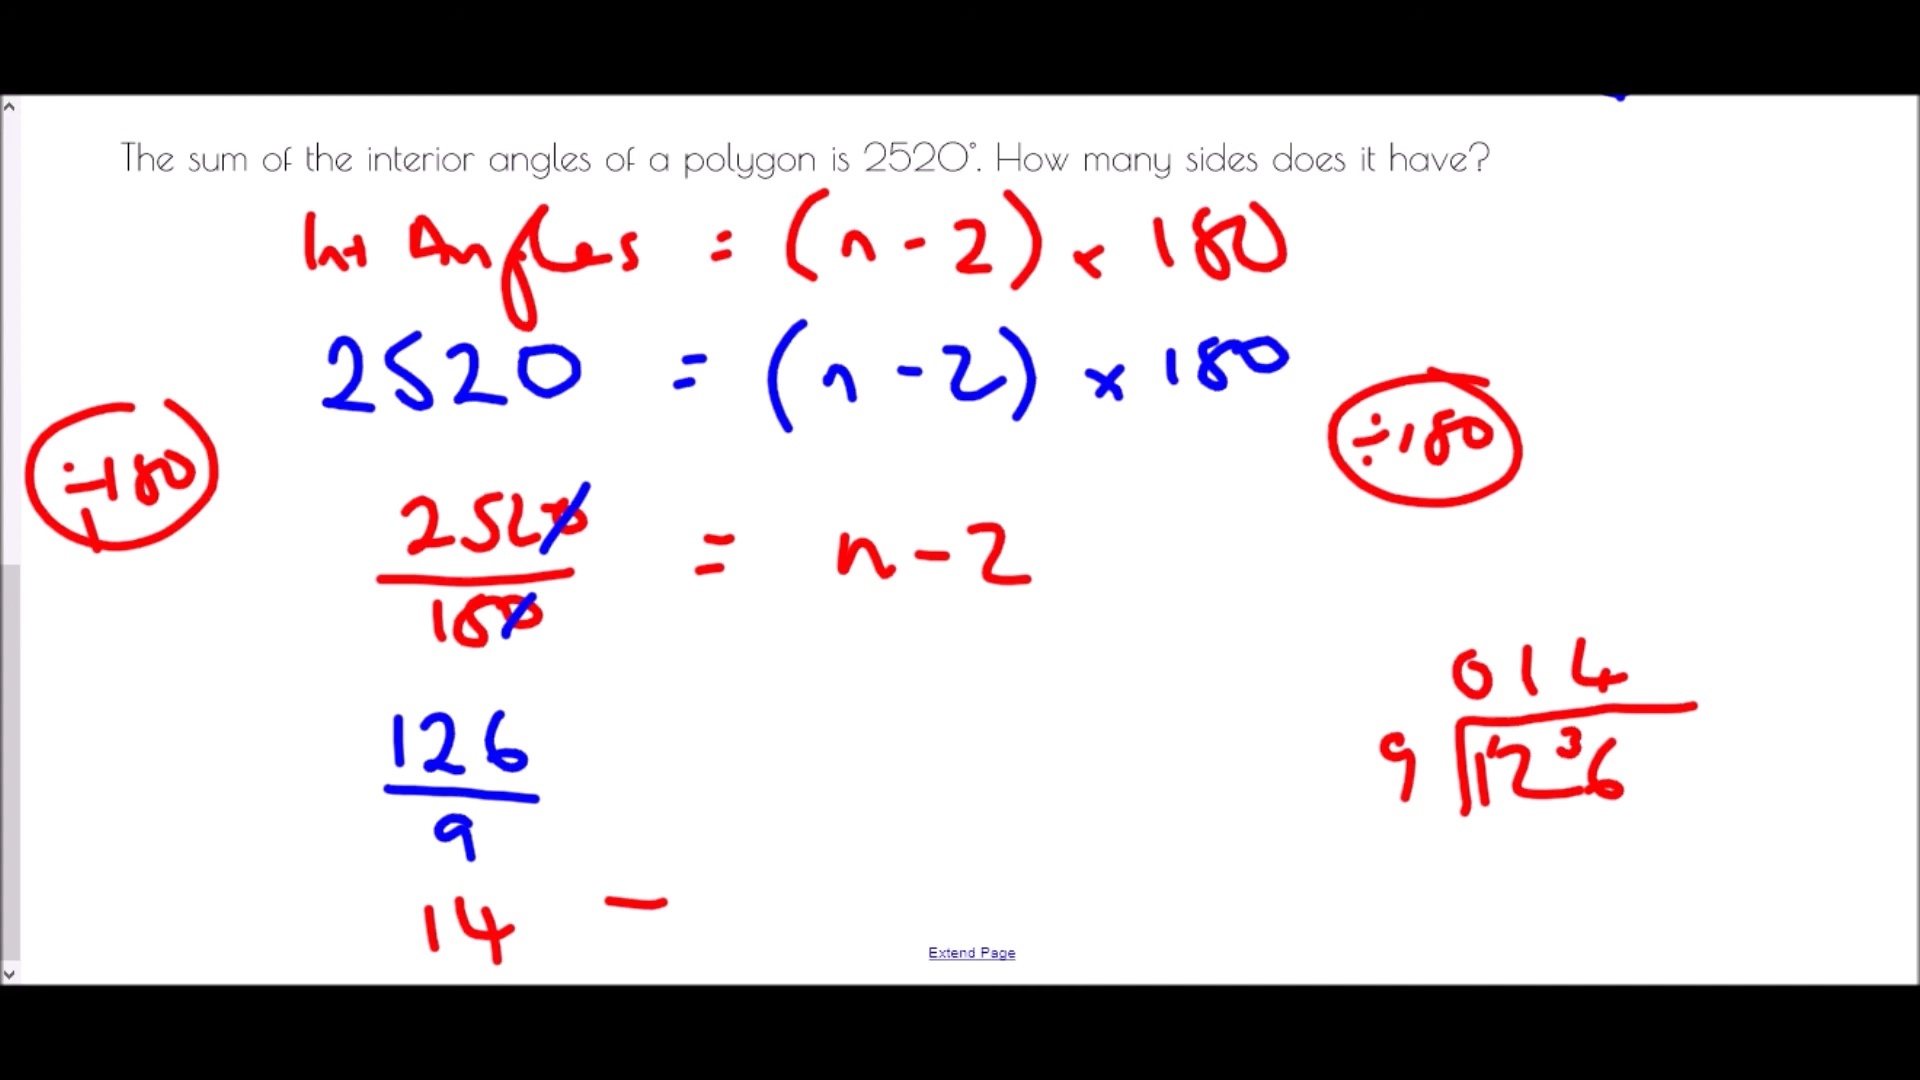 The sum of the interior angles of a polygon is 2520°. How many sides does it have?
Int Angles = (n - 2) × 180
2520 = (n - 2) × 180
÷180
÷180
2520 = n - 2
180
126
9
014
9 1¹2³6
14 –
Extend Page